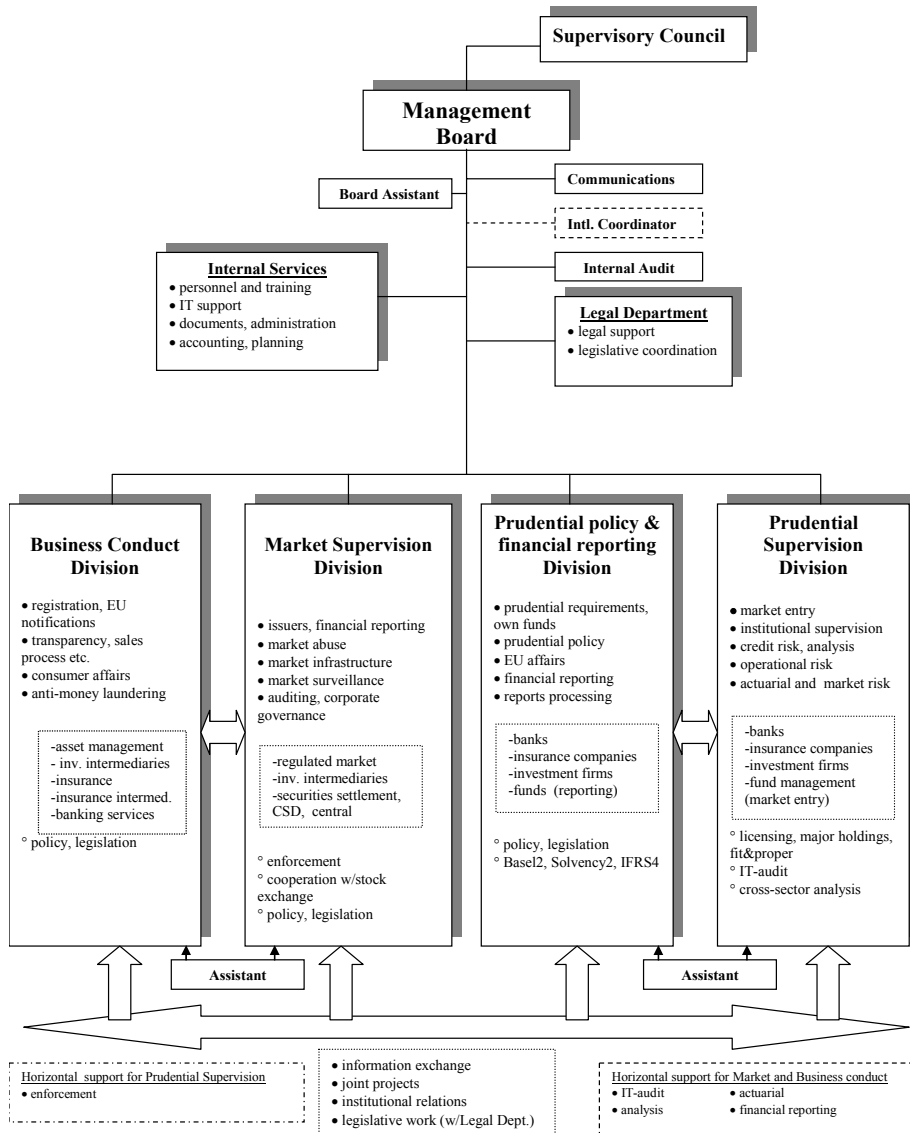 Supervisory Council
Management
Board
Communications
Board Assistant
Intl. Coordinator
Internal Audit
Internal Services
• personnel and training
• IT support
• documents, administration
• accounting, planning
Legal Department
• legal support
• legislative coordination
Business Conduct
Division
• registration, EU
notifications
• transparency, sales
process etc.
• consumer affairs
• anti-money laundering
-asset management
- inv. intermediaries
-insurance
-insurance intermed.
-banking services
° policy, legislation
Market Supervision
Division
• issuers, financial reporting
• market abuse
• market infrastructure
• market surveillance
• auditing, corporate
governance
-regulated market
-inv. intermediaries
-securities settlement,
CSD, central
° enforcement
° cooperation w/stock
exchange
° policy, legislation
Prudential policy &
financial reporting
Division
• prudential requirements,
own funds
• prudential policy
• EU affairs
• financial reporting
• reports processing
-banks
-insurance companies
-investment firms
-funds (reporting)
° policy, legislation
° Basel2, Solvency2, IFRS4
Prudential
Supervision
Division
• market entry
• institutional supervision
• credit risk, analysis
• operational risk
• actuarial and market risk
-banks
-insurance companies
-investment firms
-fund management
(market entry)
° licensing, major holdings,
fit&proper
° IT-audit
° cross-sector analysis
Assistant
Assistant
Horizontal support for Prudential Supervision
• enforcement
• information exchange
• joint projects
• institutional relations
• legislative work (w/Legal Dept.)
Horizontal support for Market and Business conduct
• IT-audit • actuarial
• analysis • financial reporting